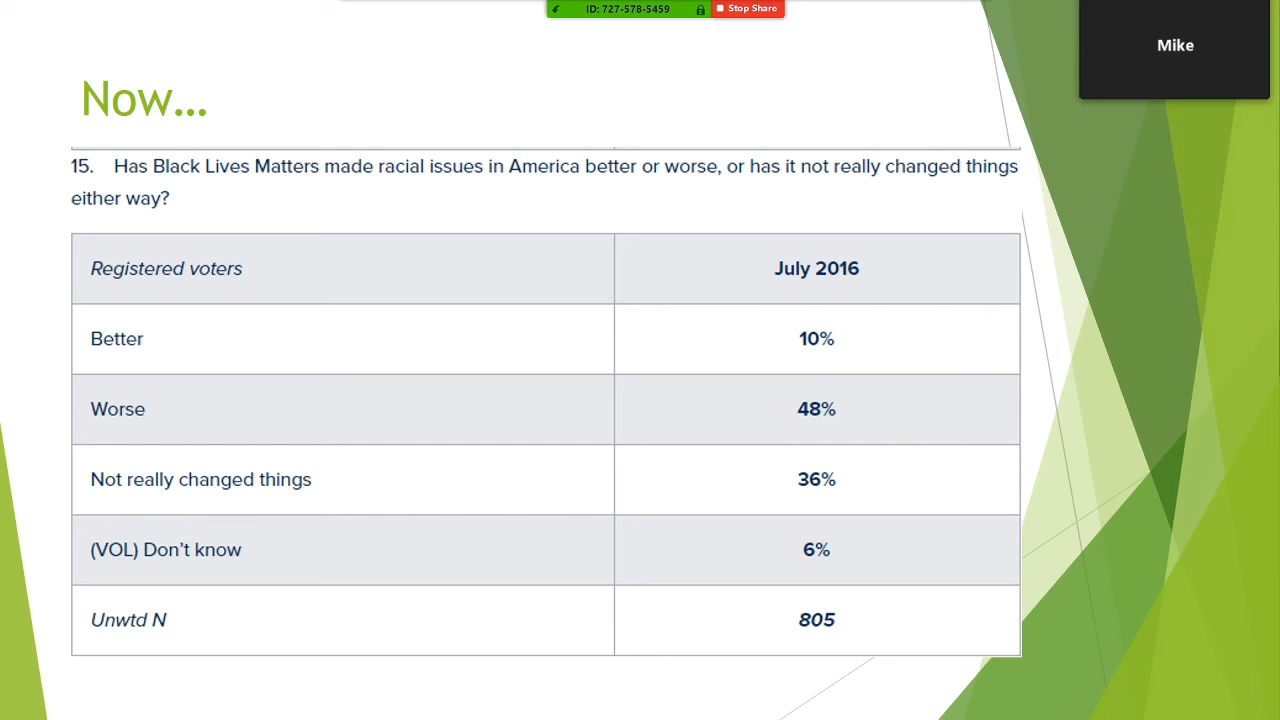 ID: 727-578-5459 Stop Share
Mike
Now...
15. Has Black Lives Matters made racial issues in America better or worse, or has it not really changed things
either way?
Registered voters July 2016
Better 10%
Worse 48%
Not really changed things 36%
(VOL) Don't know 6%
Unwtd N 805